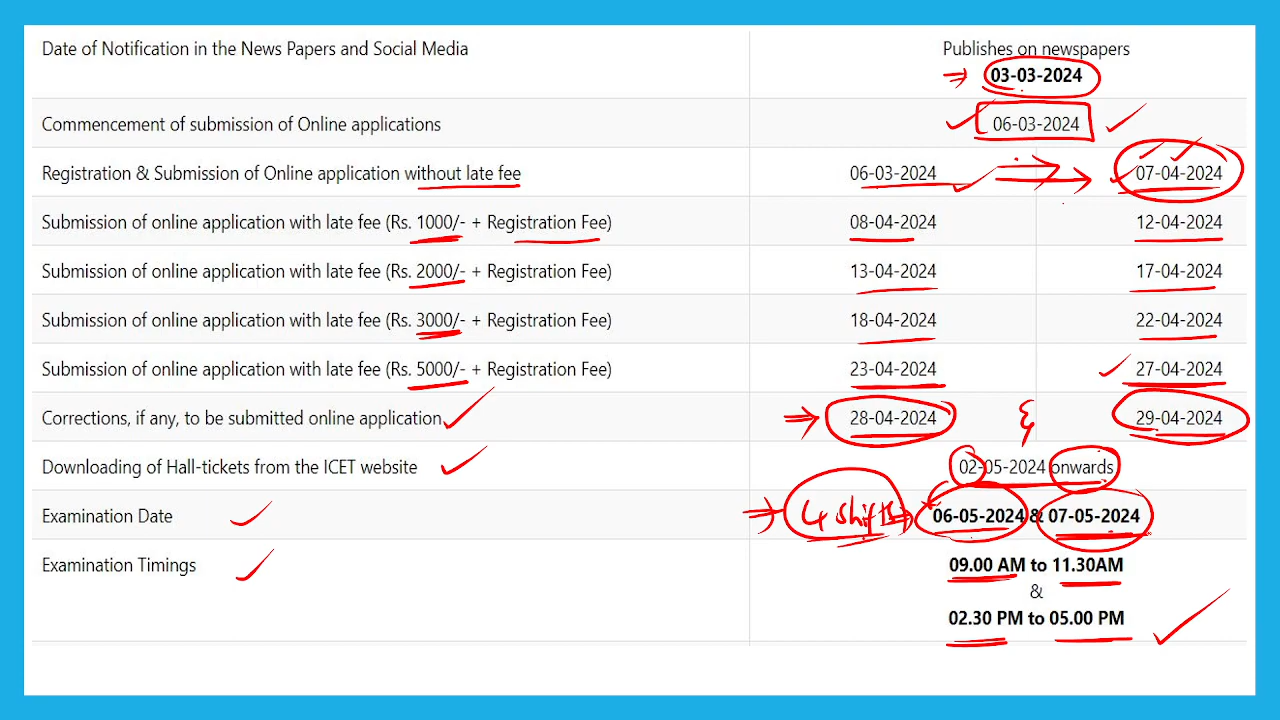 Date of Notification in the News Papers and Social Media
Publishes on newspapers
03-03-2024
Commencement of submission of Online applications
06-03-2024
Registration & Submission of Online application without late fee 06-03-2024 07-04-2024
Submission of online application with late fee (Rs. 1000/- + Registration Fee) 08-04-2024 12-04-2024
Submission of online application with late fee (Rs. 2000/- + Registration Fee) 13-04-2024 17-04-2024
Submission of online application with late fee (Rs. 3000/- + Registration Fee) 18-04-2024 22-04-2024
Submission of online application with late fee (Rs. 5000/- + Registration Fee) 23-04-2024 27-04-2024
Corrections, if any, to be submitted online application 28-04-2024 & 29-04-2024
Downloading of Hall-tickets from the ICET website 02-05-2024 onwards
Examination Date 4 shifts 06-05-2024 & 07-05-2024
Examination Timings 09.00 AM to 11.30AM
&
02.30 PM to 05.00 PM